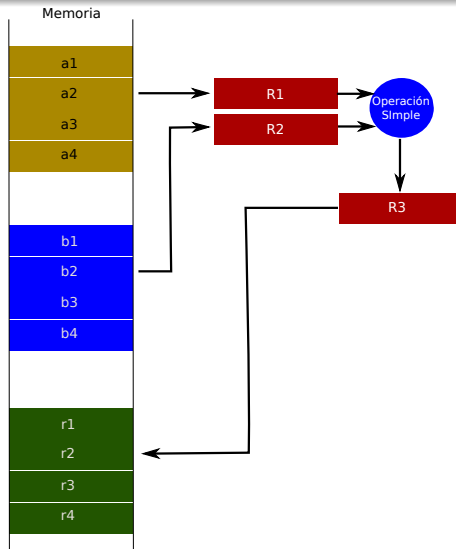 Memoria
a1
a2
a3
a4
R1
R2
Operación
SImple
R3
b1
b2
b3
b4
r1
r2
r3
r4